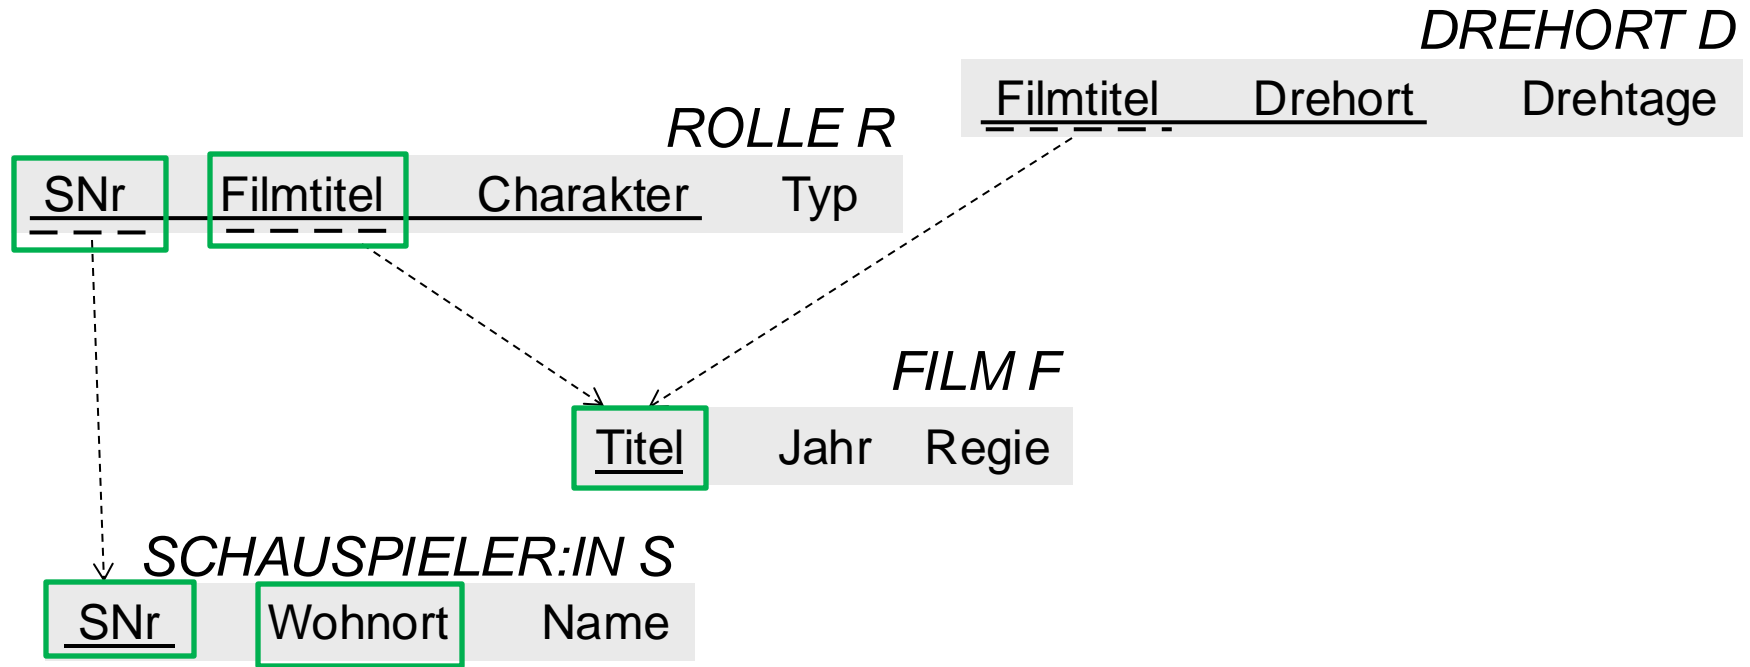 DREHORT D
Filmtitel Drehort Drehtage
ROLLE R
SNr Filmtitel Charakter Typ
FILM F
Titel Jahr Regie
SCHAUSPIELER:IN S
SNr Wohnort Name